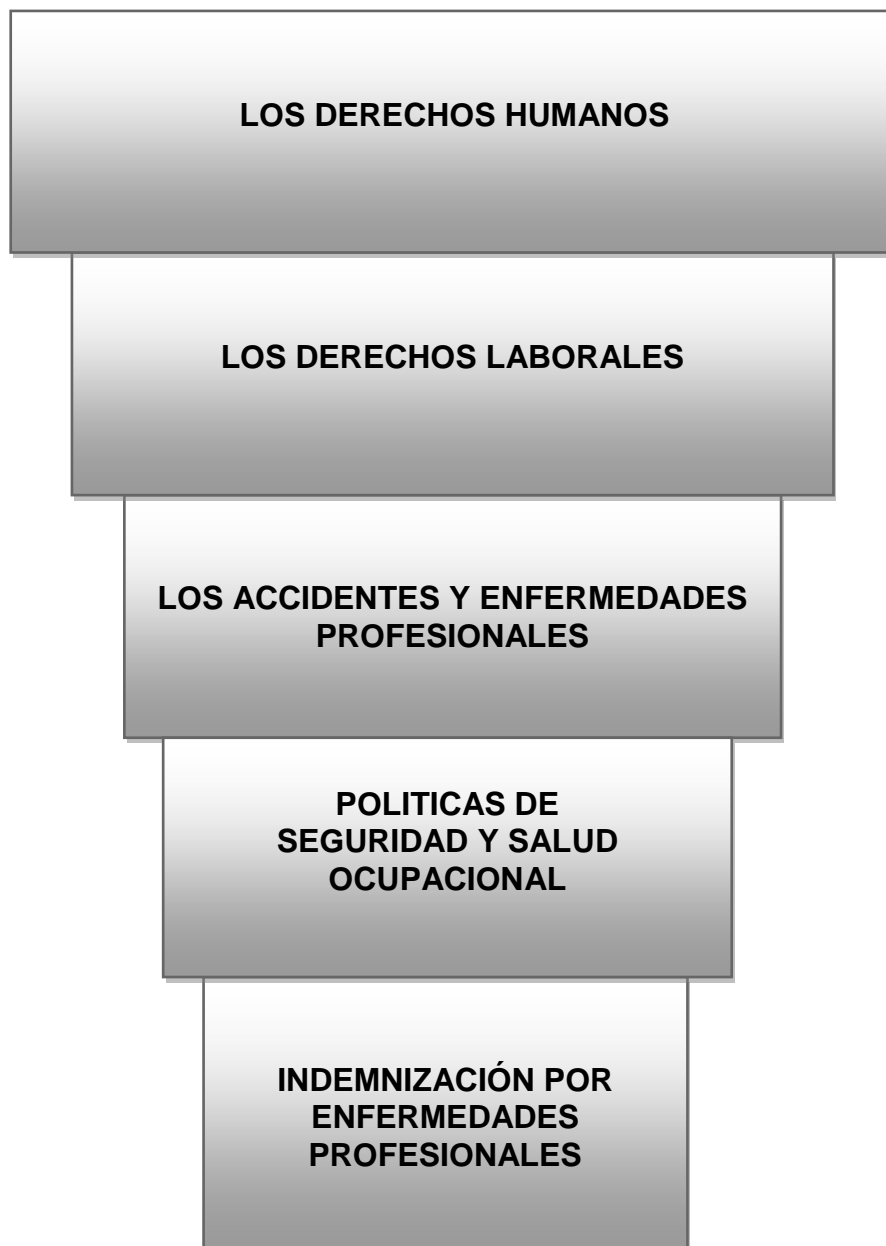 LOS DERECHOS HUMANOS
LOS DERECHOS LABORALES
LOS ACCIDENTES Y ENFERMEDADES
PROFESIONALES
POLITICAS DE
SEGURIDAD Y SALUD
OCUPACIONAL
INDEMNIZACIÓN POR
ENFERMEDADES
PROFESIONALES